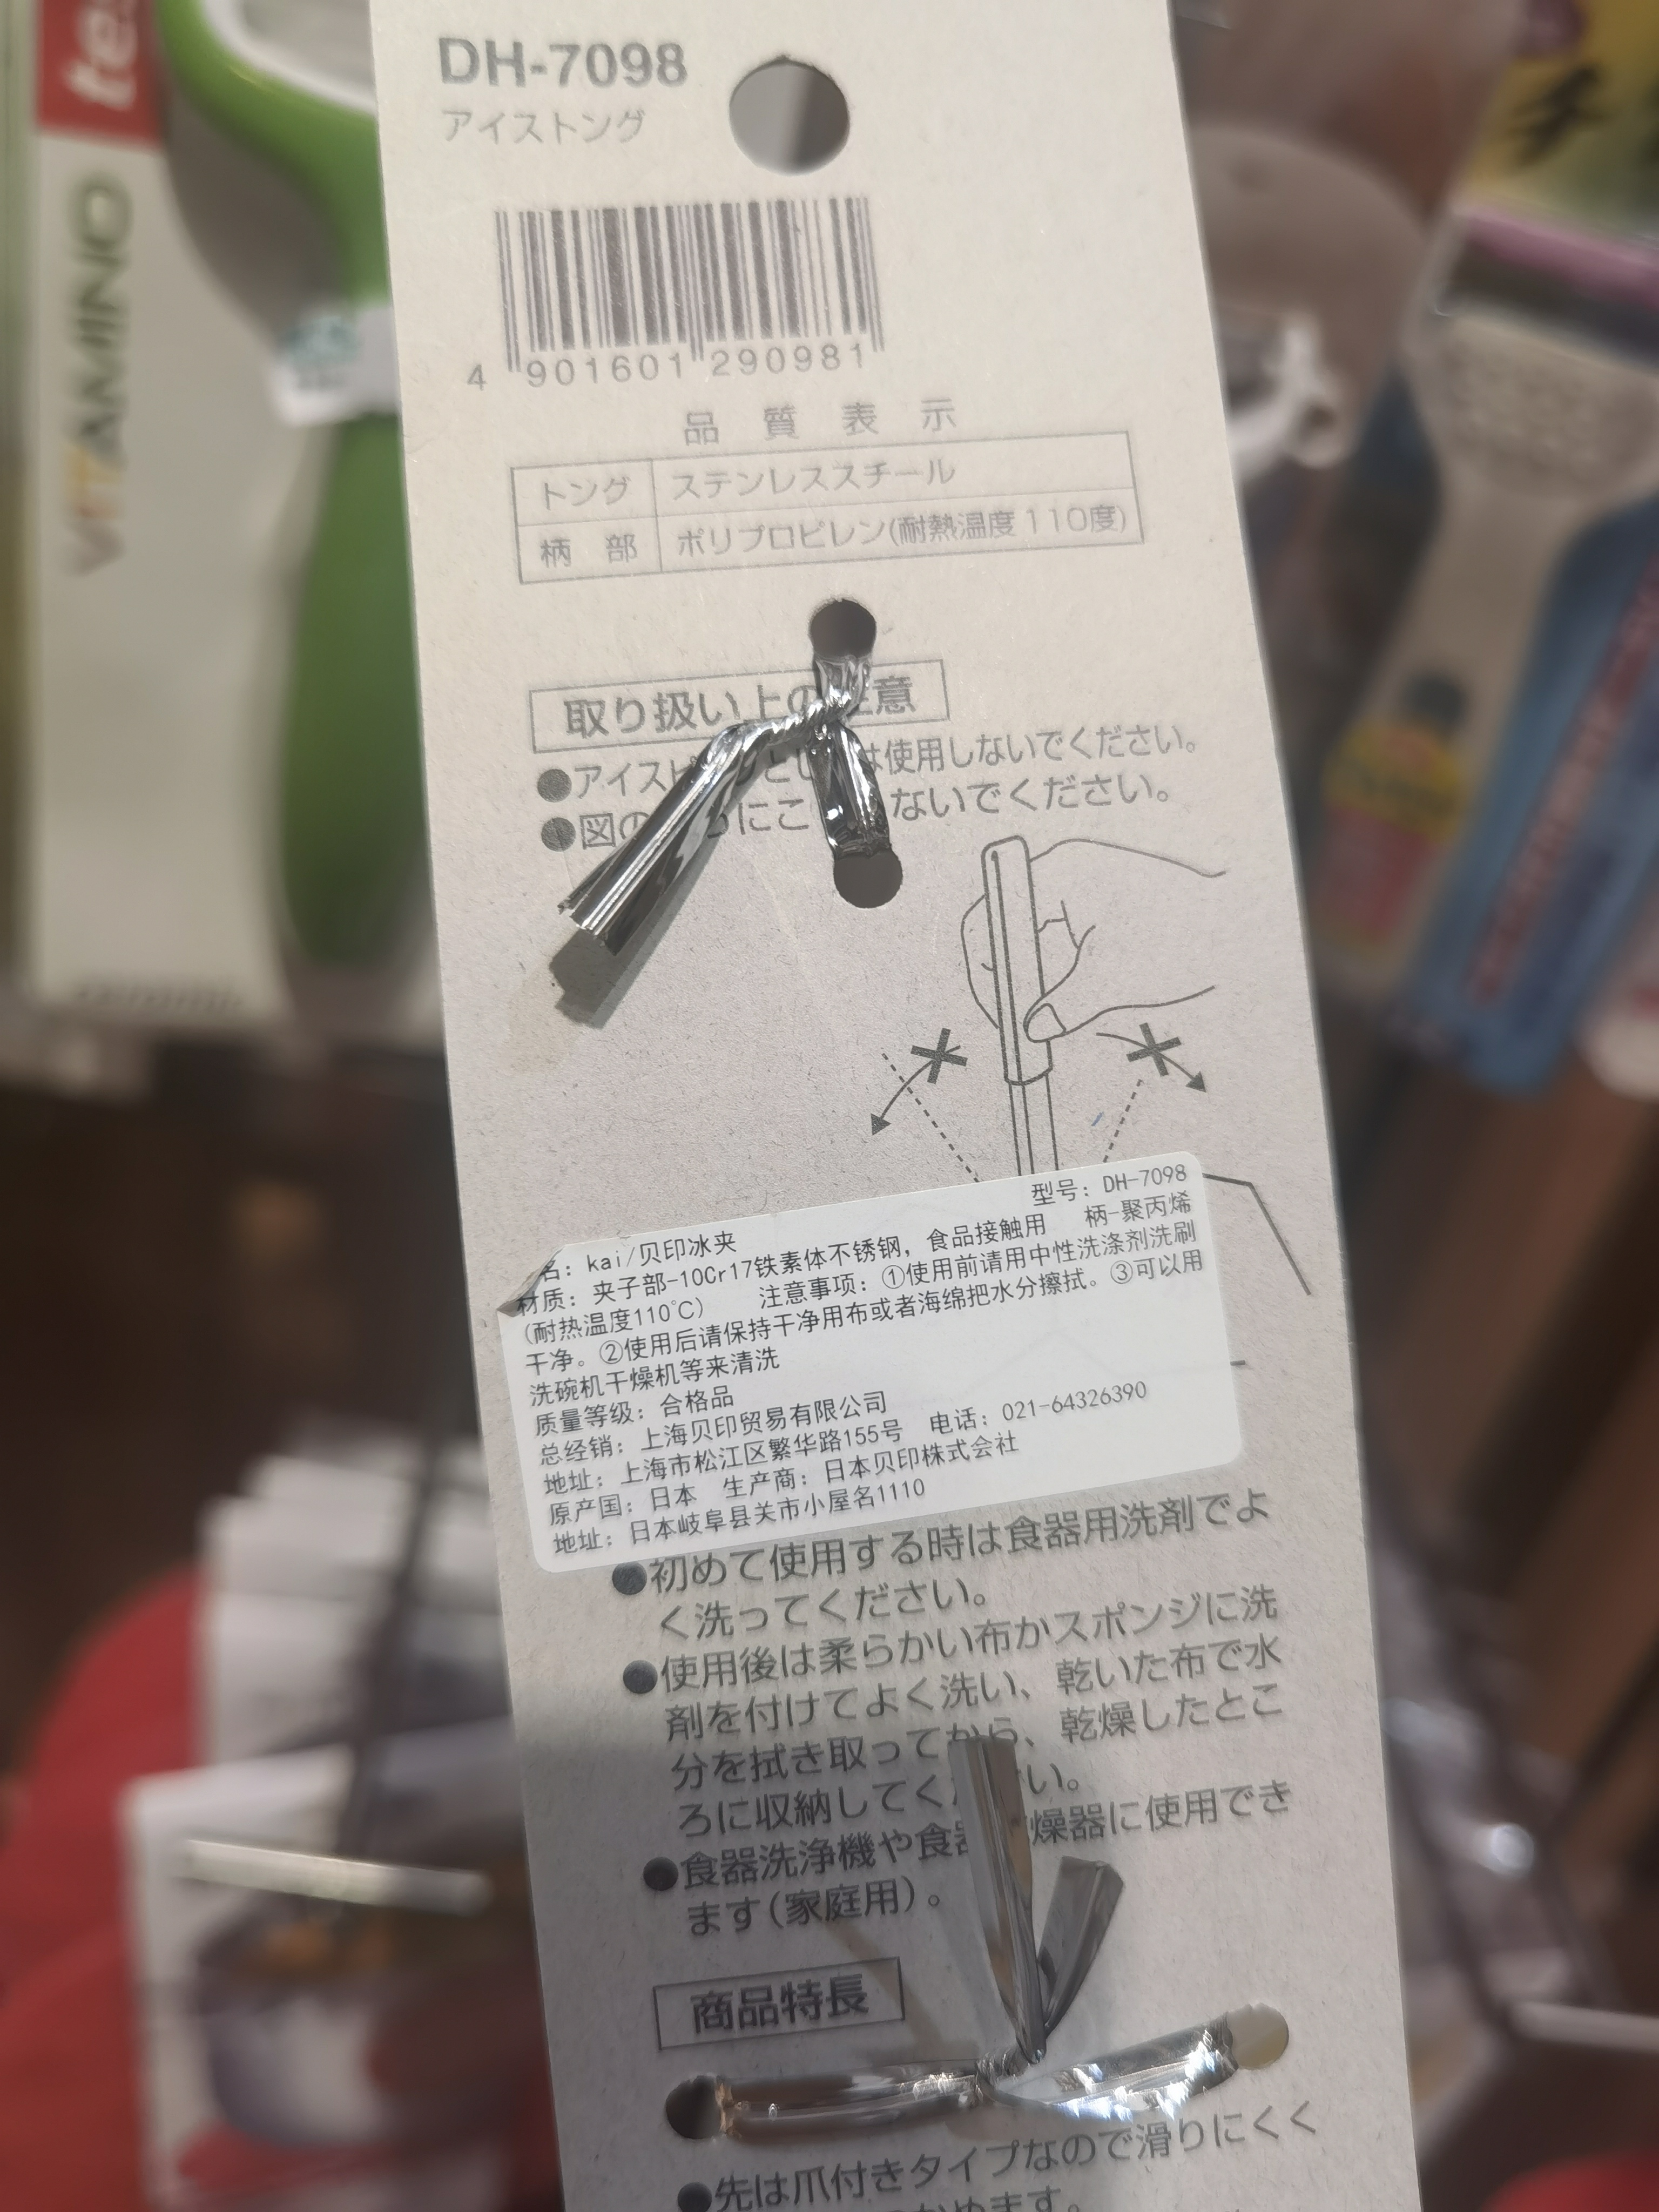 DH-7098
アイストング
4 901601 290981
品質表示
トング ステンレススチール
柄部 ポリプロピレン(耐熱温度110度)
取り扱い上の 意
●アイスピ は使用しないでください。
●図の にこ ないでください。
型号：DH-7098
名：kai/贝印冰夹
材质：夹子部-10Cr17铁素体不锈钢，食品接触用 柄-聚丙烯
(耐热温度110℃) 注意事项：①使用前请用中性洗涤剂洗刷
干净。②使用后请保持干净用布或者海绵把水分擦拭。③可以用
洗碗机干燥机等来清洗
质量等级：合格品
总经销：上海贝印贸易有限公司
地址：上海市松江区繁华路155号 电话：021-64326390
原产国：日本 生产商：日本贝印株式会社
地址：日本岐阜县关市小屋名1110
●初めて使用する時は食器用洗剤でよ
く洗ってください。
●使用後は柔らかい布かスポンジに洗
剤を付けてよく洗い、乾いた布で水
分を拭き取ってから、乾燥したとこ
ろに収納してく い。
●食器洗浄機や食器 燥器に使用でき
ます(家庭用)。
商品特長
●先は爪付きタイプなので滑りにくく
VITAMINO